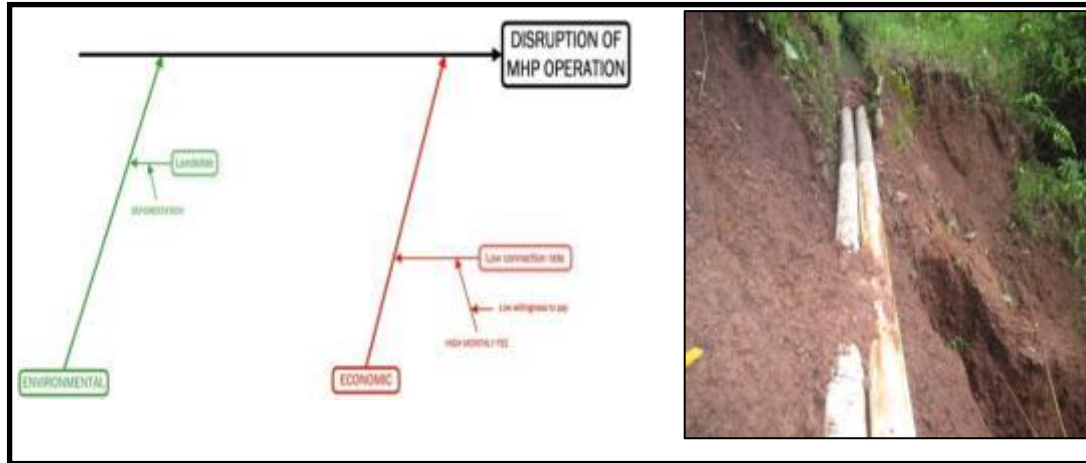 DISRUPTION OF
MHP OPERATION
Landslide
DEFORESTATION
Low connection rate
Low willingness to pay
HIGH MONTHLY FEE
ENVIRONMENTAL
ECONOMIC